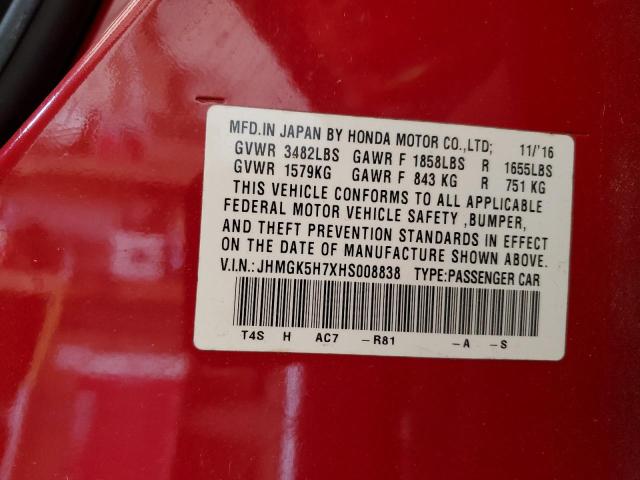 MFD.IN JAPAN BY HONDA MOTOR CO.,LTD; 11/'16
GVWR 3482LBS GAWR F 1858LBS R 1655LBS
GVWR 1579KG GAWR F 843 KG R 751 KG
THIS VEHICLE CONFORMS TO ALL APPLICABLE
FEDERAL MOTOR VEHICLE SAFETY ,BUMPER,
AND THEFT PREVENTION STANDARDS IN EFFECT
ON THE DATE OF MANUFACTURE SHOWN ABOVE.
V.I.N.: JHMGK5H7XHS008838 TYPE:PASSENGER CAR
T4S H AC7 -R81 -A -S